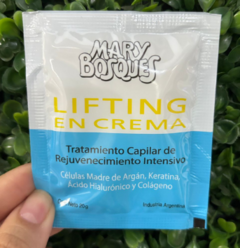 MARY
BOSQUES
LIFTING
EN CREMA
Tratamiento Capilar de
Rejuvenecimiento Intensivo
Células Madre de Argán, Keratina,
Ácido Hialurónico y Colágeno
Industria Argentina